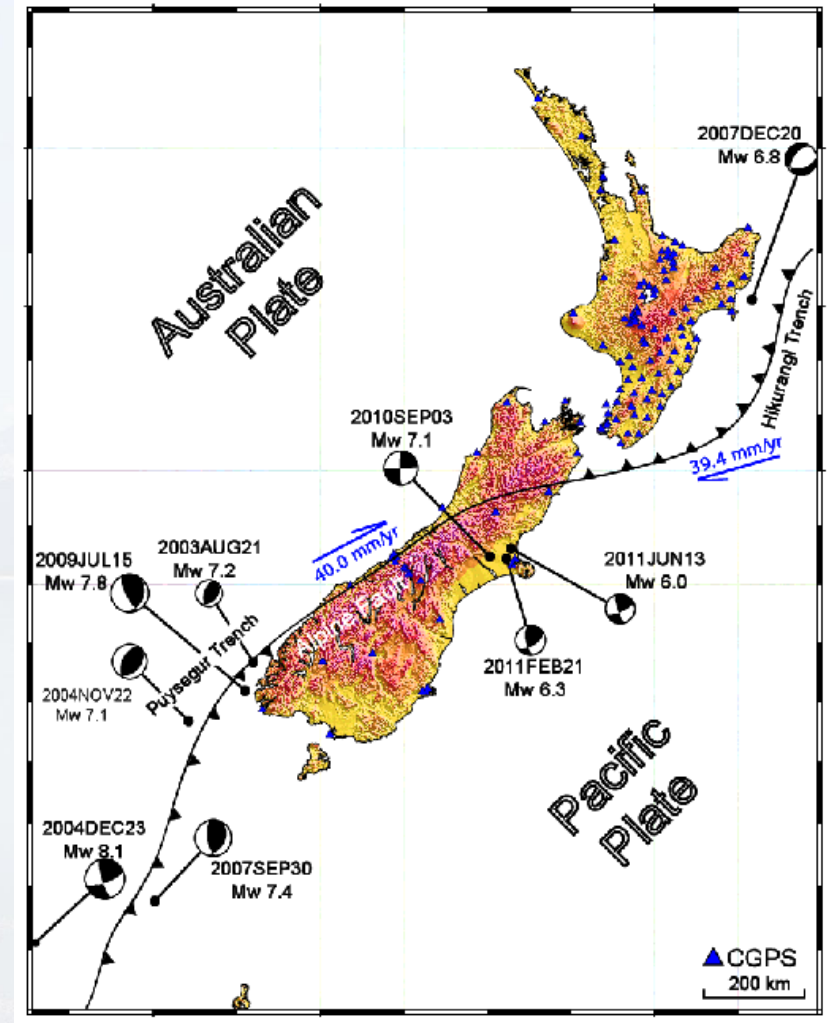 2007DEC20
Mw 6.8
Australian
Plate
Hikurangi Trench
2010SEP03
Mw 7.1
39.4 mm/yr
40.0 mm/yr
2009JUL15
Mw 7.8
2003AUG21
Mw 7.2
2011JUN13
Mw 6.0
Alpine Fault
2011FEB21
Mw 6.3
Puysegur Trench
2004NOV22
Mw 7.1
Pacific
Plate
2004DEC23
Mw 8.1
2007SEP30
Mw 7.4
CGPS
200 km